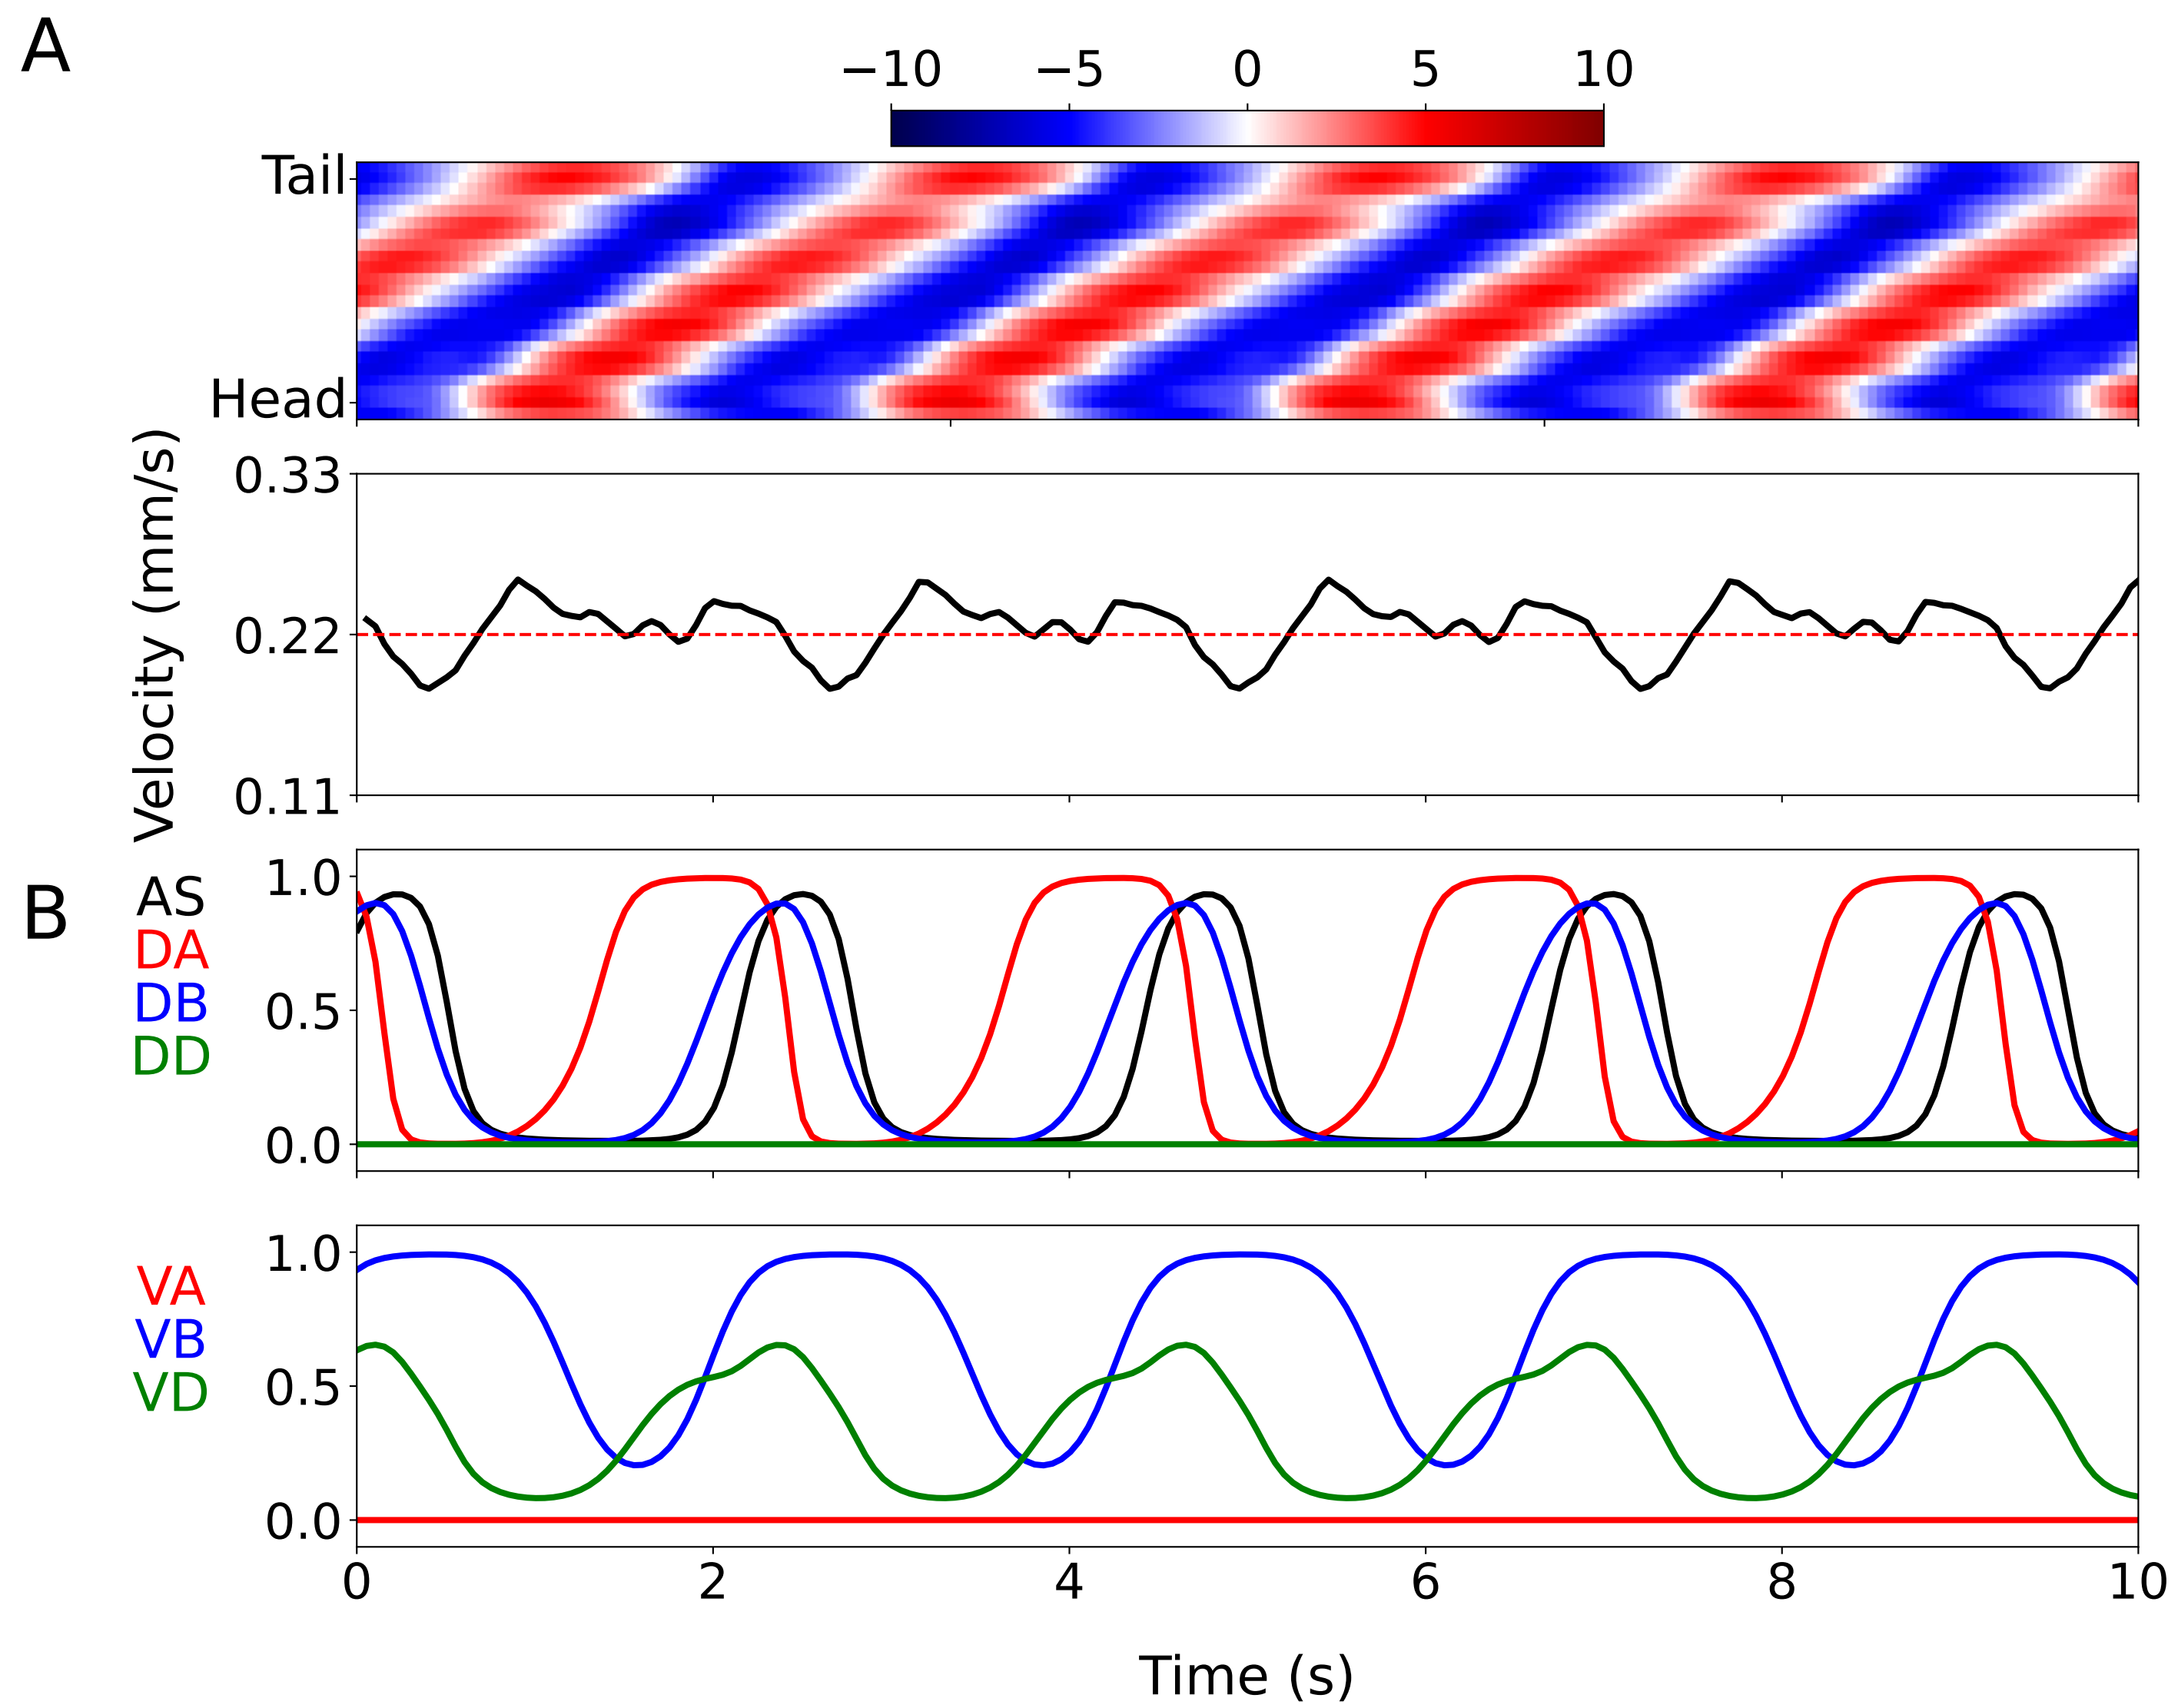 A
−10 −5 0 5 10
Tail
Head
Velocity (mm/s)
0.33
0.22
0.11
B
AS
DA
DB
DD
1.0
0.5
0.0
VA
VB
VD
1.0
0.5
0.0
0 2 4 6 8 10
Time (s)